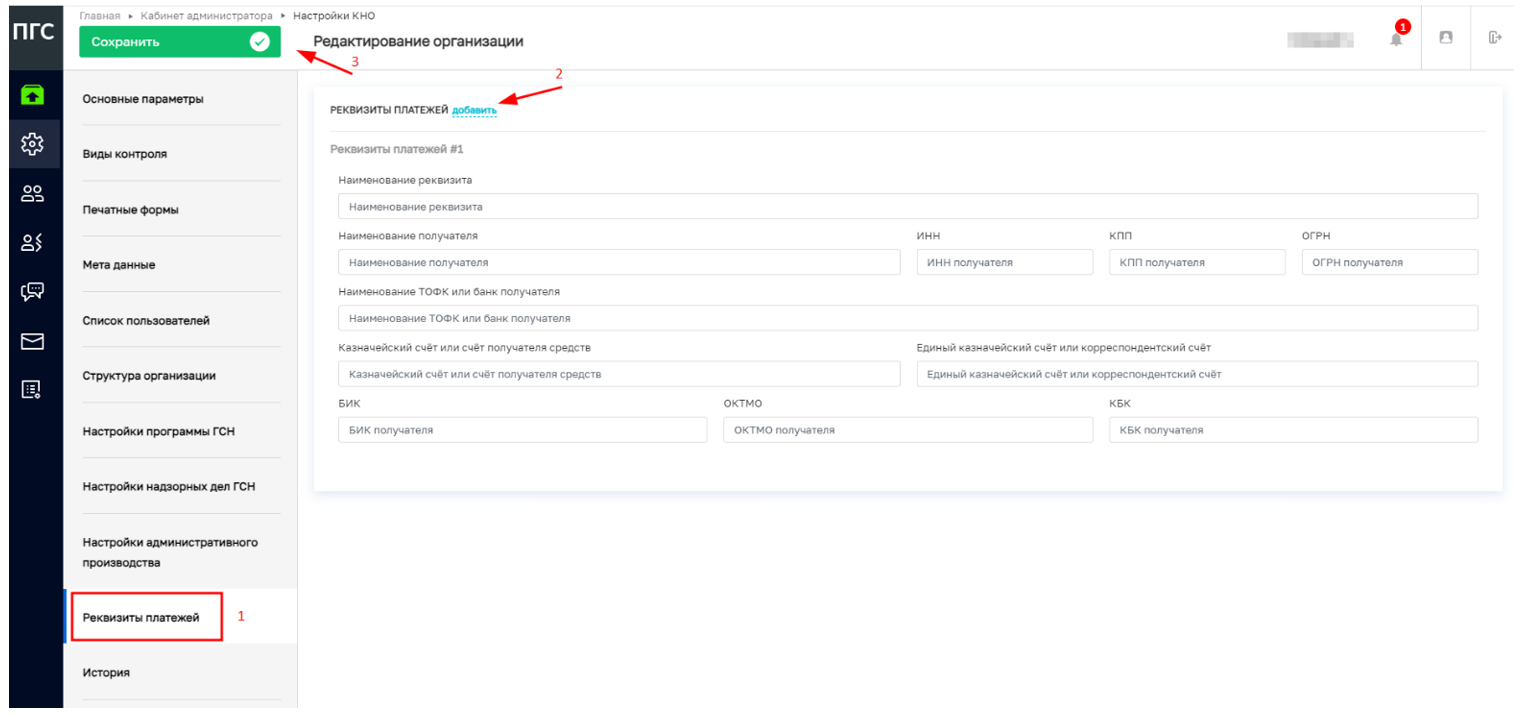 Главная ▸ Кабинет администратора ▸ Настройки КНО
ПГС
Сохранить
Редактирование организации
1
3
2
Основные параметры
Виды контроля
Печатные формы
Мета данные
Список пользователей
Структура организации
Настройки программы ГСН
Настройки надзорных дел ГСН
Настройки административного
производства
Реквизиты платежей
1
История
РЕКВИЗИТЫ ПЛАТЕЖЕЙ добавить
Реквизиты платежей #1
Наименование реквизита
Наименование реквизита
Наименование получателя ИНН КПП ОГРН
Наименование получателя ИНН получателя КПП получателя ОГРН получателя
Наименование ТОФК или банк получателя
Наименование ТОФК или банк получателя
Казначейский счёт или счёт получателя средств Единый казначейский счёт или корреспондентский счёт
Казначейский счёт или счёт получателя средств Единый казначейский счёт или корреспондентский счёт
БИК ОКТМО КБК
БИК получателя ОКТМО получателя КБК получателя